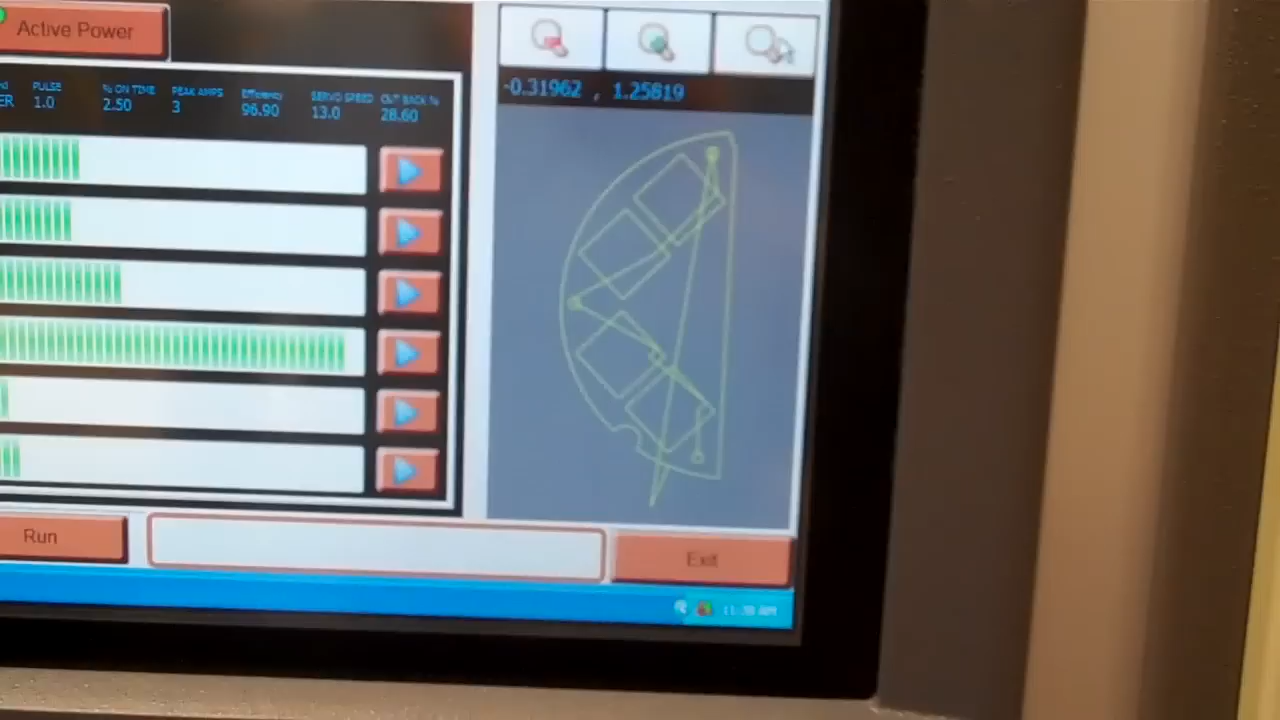 Active Power
PULSE % ON TIME PEAK AMPS Efficiency SERVO SPEED CUT BACK %
ER 1.0 2.50 3 96.90 13.0 28.60
-0.31962 , 1.25819
Run
Exit